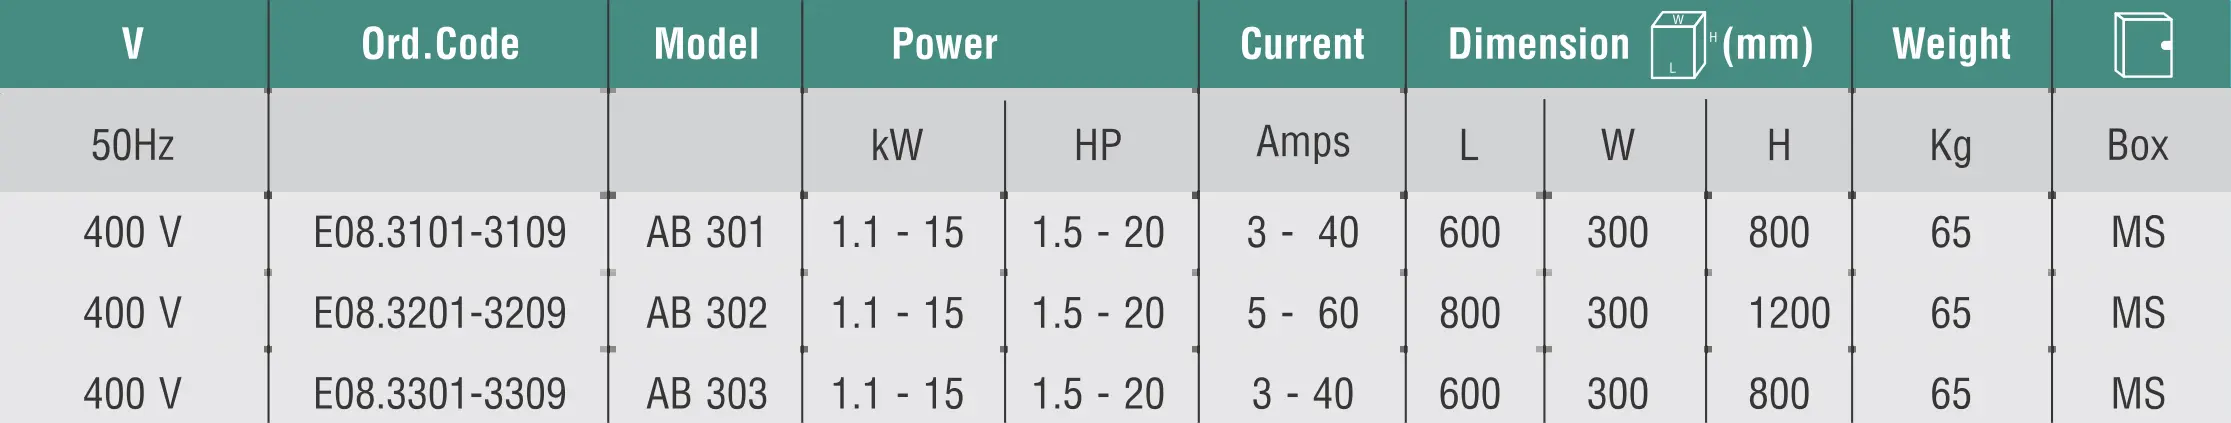 V Ord.Code Model Power Current Dimension W H L (mm) Weight
50Hz kW HP Amps L W H Kg Box
400 V E08.3101-3109 AB 301 1.1 - 15 1.5 - 20 3 - 40 600 300 800 65 MS
400 V E08.3201-3209 AB 302 1.1 - 15 1.5 - 20 5 - 60 800 300 1200 65 MS
400 V E08.3301-3309 AB 303 1.1 - 15 1.5 - 20 3 - 40 600 300 800 65 MS